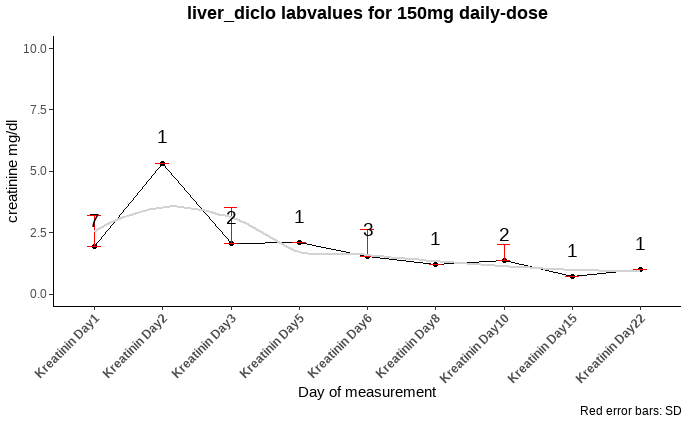 liver_diclo labvalues for 150mg daily-dose
creatinine mg/dl
10.0
7.5
5.0
2.5
0.0
7
1
2
1
3
1
2
1
1
Kreatinin Day1
Kreatinin Day2
Kreatinin Day3
Kreatinin Day5
Kreatinin Day6
Kreatinin Day8
Kreatinin Day10
Kreatinin Day15
Kreatinin Day22
Day of measurement
Red error bars: SD